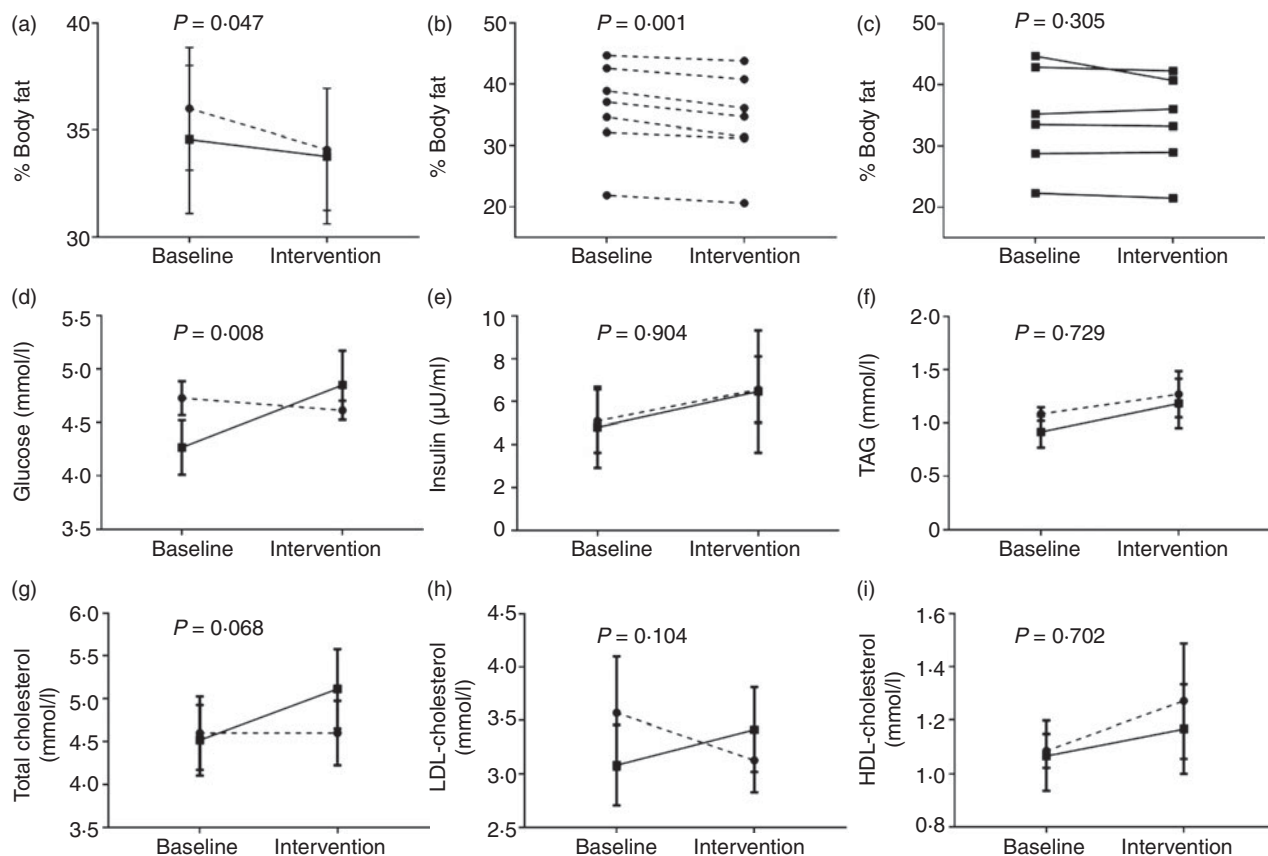 (a)
P = 0·047
40
35
30
% Body fat
Baseline Intervention
(b)
P = 0·001
50
40
30
20
% Body fat
Baseline Intervention
(c)
P = 0·305
50
40
30
20
% Body fat
Baseline Intervention
(d)
P = 0·008
5·5
5·0
4·5
4·0
3·5
Glucose (mmol/l)
Baseline Intervention
(e)
P = 0·904
10
8
6
4
2
0
Insulin (µU/ml)
Baseline Intervention
(f)
P = 0·729
2·0
1·5
1·0
0·5
0
TAG (mmol/l)
Baseline Intervention
(g)
P = 0·068
6·0
5·5
5·0
4·5
4·0
3·5
Total cholesterol
(mmol/l)
Baseline Intervention
(h)
P = 0·104
4·5
4·0
3·5
3·0
2·5
LDL-cholesterol
(mmol/l)
Baseline Intervention
(i)
P = 0·702
1·6
1·4
1·2
1·0
0·8
HDL-cholesterol
(mmol/l)
Baseline Intervention